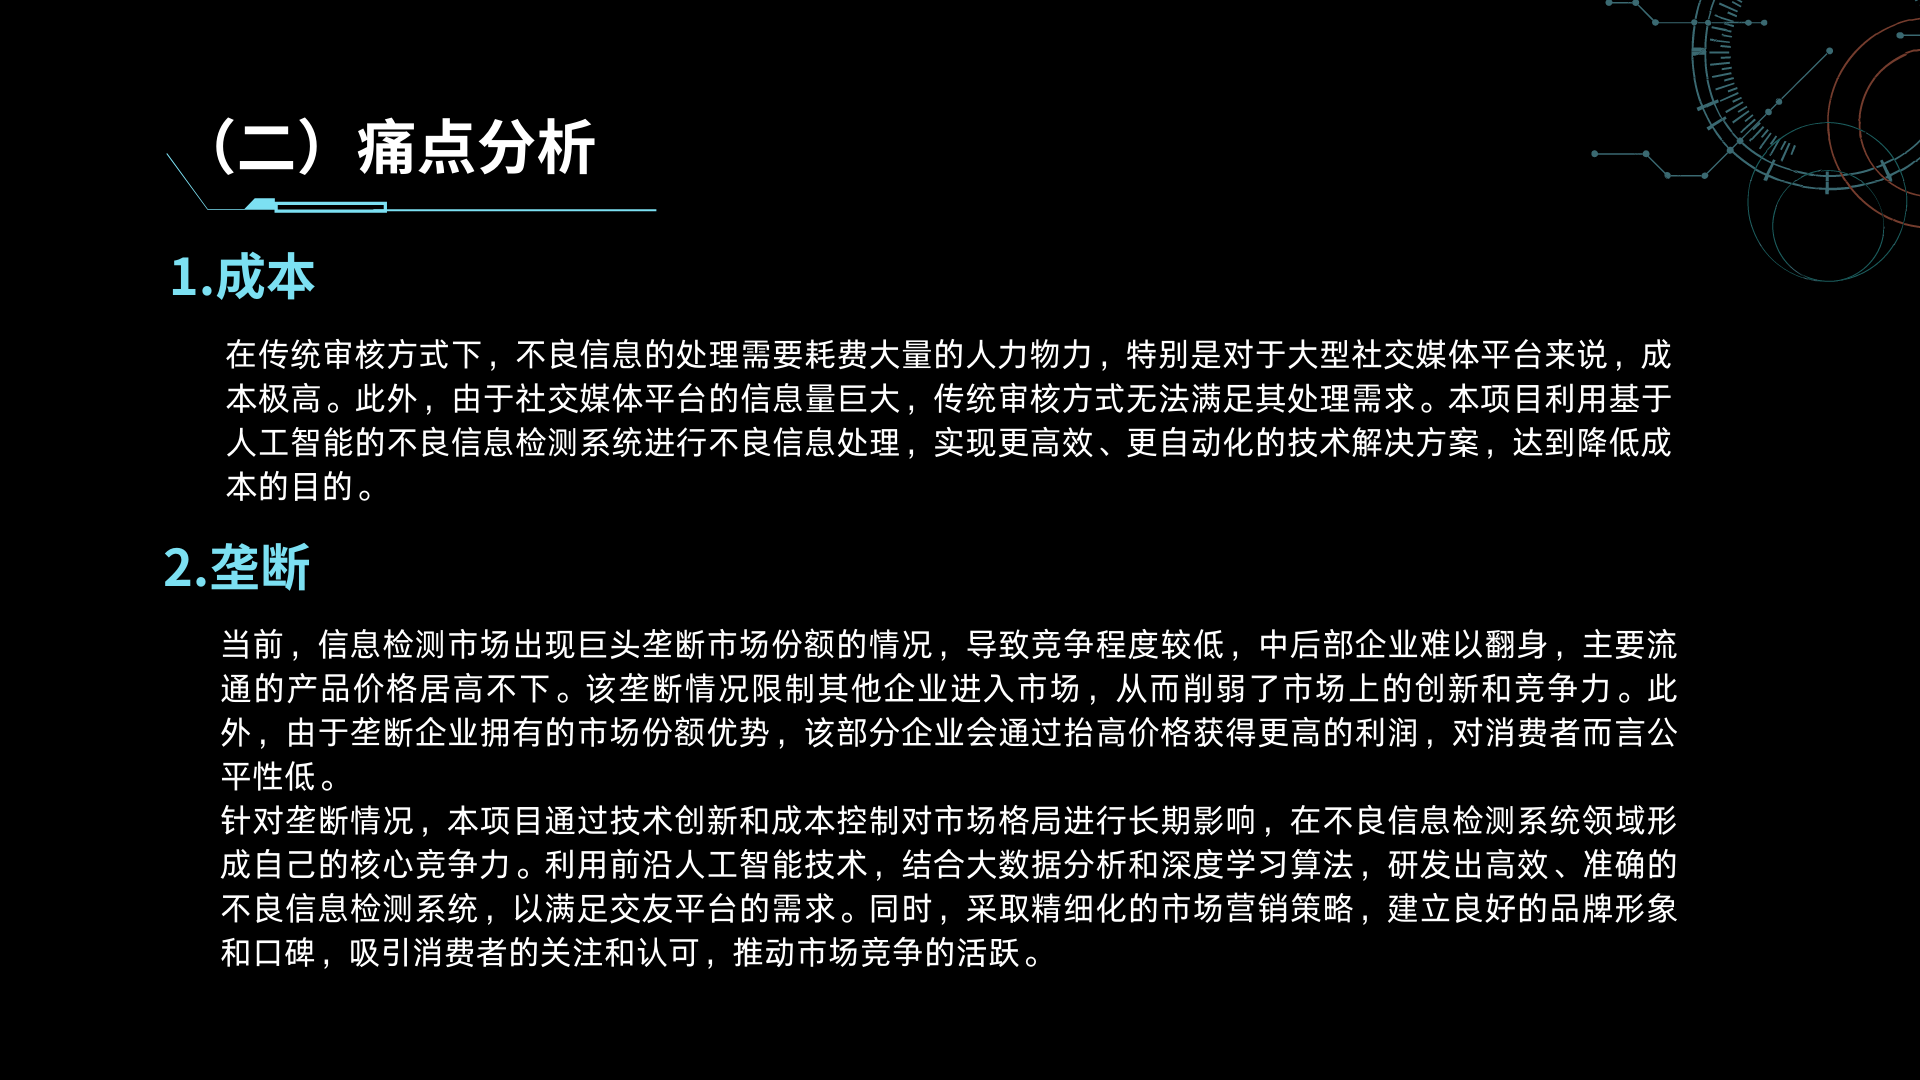 （二）痛点分析
1.成本
在传统审核方式下，不良信息的处理需要耗费大量的人力物力，特别是对于大型社交媒体平台来说，成
本极高。此外，由于社交媒体平台的信息量巨大，传统审核方式无法满足其处理需求。本项目利用基于
人工智能的不良信息检测系统进行不良信息处理，实现更高效、更自动化的技术解决方案，达到降低成
本的目的。
2.垄断
当前，信息检测市场出现巨头垄断市场份额的情况，导致竞争程度较低，中后部企业难以翻身，主要流
通的产品价格居高不下。该垄断情况限制其他企业进入市场，从而削弱了市场上的创新和竞争力。此
外，由于垄断企业拥有的市场份额优势，该部分企业会通过抬高价格获得更高的利润，对消费者而言公
平性低。
针对垄断情况，本项目通过技术创新和成本控制对市场格局进行长期影响，在不良信息检测系统领域形
成自己的核心竞争力。利用前沿人工智能技术，结合大数据分析和深度学习算法，研发出高效、准确的
不良信息检测系统，以满足交友平台的需求。同时，采取精细化的市场营销策略，建立良好的品牌形象
和口碑，吸引消费者的关注和认可，推动市场竞争的活跃。